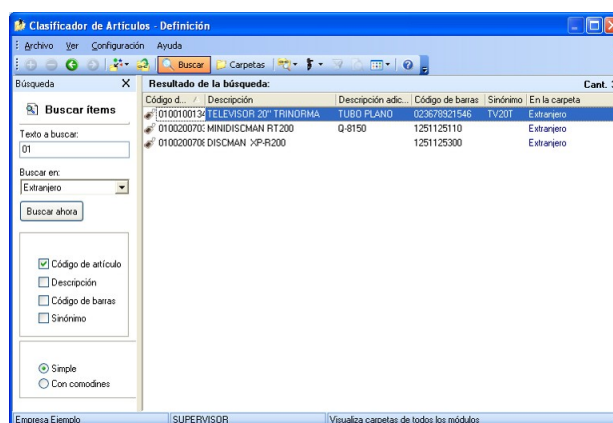 Clasificador de Artículos - Definición
Archivo Ver Configuración Ayuda
Buscar Carpetas
Búsqueda X Resultado de la búsqueda: Cant.
Buscar ítems
Código d... Descripción Descripción adic... Código de barras Sinónimo En la carpeta
TELEVISOR 20" TRINORMA TUBO PLANO 023678921546 TV20T Extranjero
MINIDISCMAN RT200 Q-8150 1251125110 Extranjero
DISCMAN XP-R200 1251125300 Extranjero
Texto a buscar:
01
Buscar en:
Extranjero
Buscar ahora
Código de artículo
Descripción
Código de barras
Sinónimo
Simple
Con comodines
Empresa Ejemplo SUPERVISOR Visualiza carpetas de todos los módulos